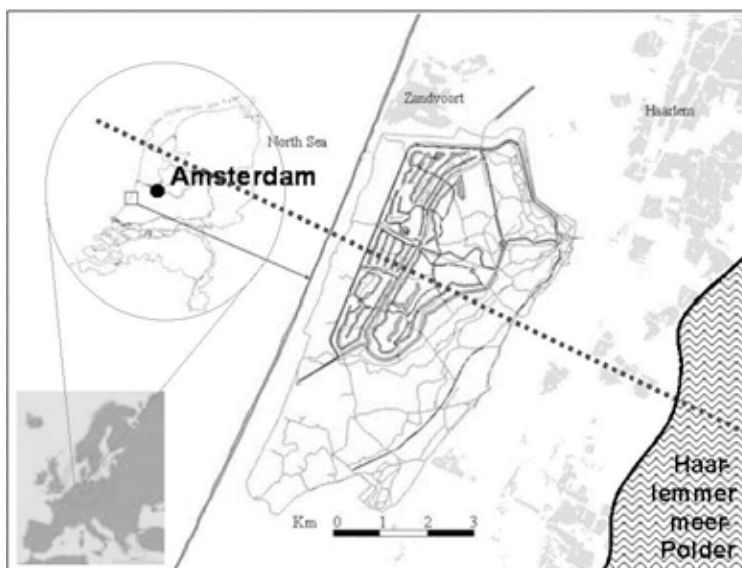 Zandvoort
Haarlem
North Sea
Amsterdam
Haar-
lemmer
meer-
Polder
Km 0 1 2 3